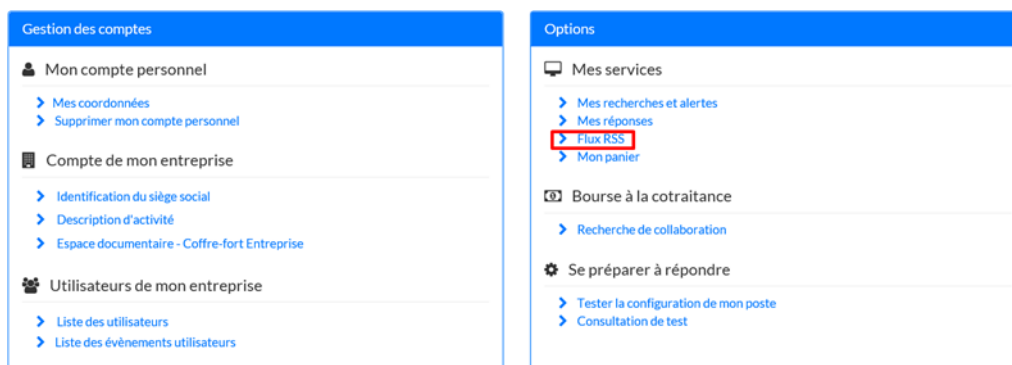 Gestion des comptes
Mon compte personnel
Mes coordonnées
Supprimer mon compte personnel
Compte de mon entreprise
Identification du siège social
Description d'activité
Espace documentaire - Coffre-fort Entreprise
Utilisateurs de mon entreprise
Liste des utilisateurs
Liste des évènements utilisateurs
Options
Mes services
Mes recherches et alertes
Mes réponses
Flux RSS
Mon panier
Bourse à la cotraitance
Recherche de collaboration
Se préparer à répondre
Tester la configuration de mon poste
Consultation de test